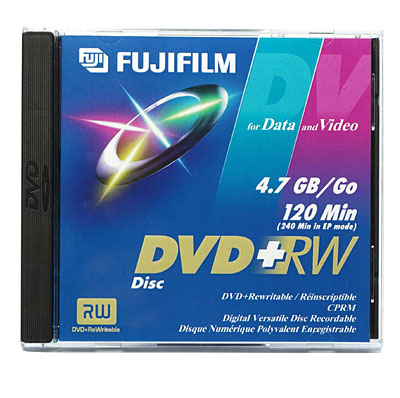 Fuji
FUJIFILM
DV
for Data and Video
4.7 GB/Go
120 Min
(240 Min in EP mode)
DVD+RW
Disc
DVD+Rewritable / Réinscriptible
CPRM
Digital Versatile Disc Recordable
Disque Numérique Polyvalent Enregistrable
RW
DVD+ReWritable
DVD